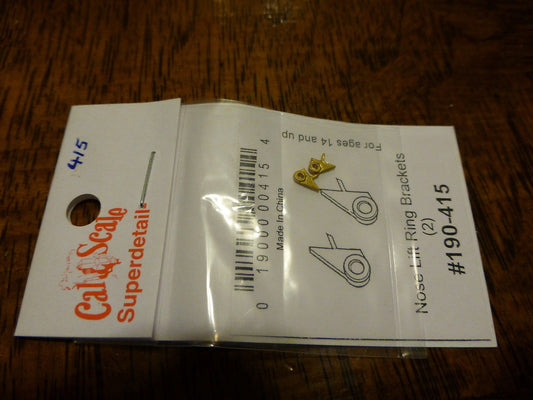 415
Cal Scale
Superdetail
0 19000 00415 4
Made In China
For ages 14 and up
Nose Lift Ring Brackets
(2)
#190-415